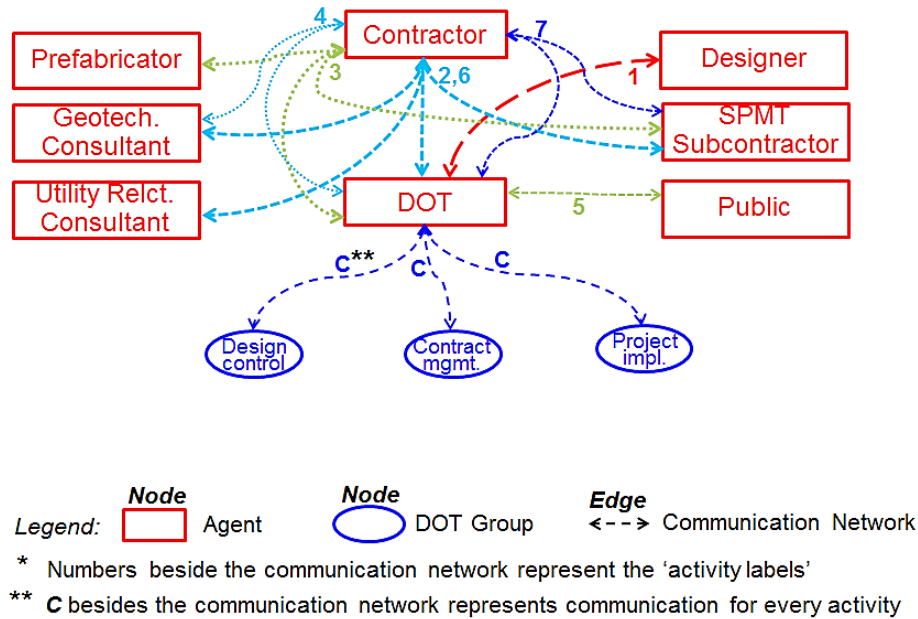 4
Contractor
7
Prefabricator
3
2,6
1
Designer
Geotech.
Consultant
SPMT
Subcontractor
Utility Relct.
Consultant
DOT
5
Public
C**
C
C
Design
control
Contract
mgmt.
Project
impl.
Node
Node
Edge
Legend:
Agent
DOT Group
Communication Network
* Numbers beside the communication network represent the ‘activity labels’
** C besides the communication network represents communication for every activity